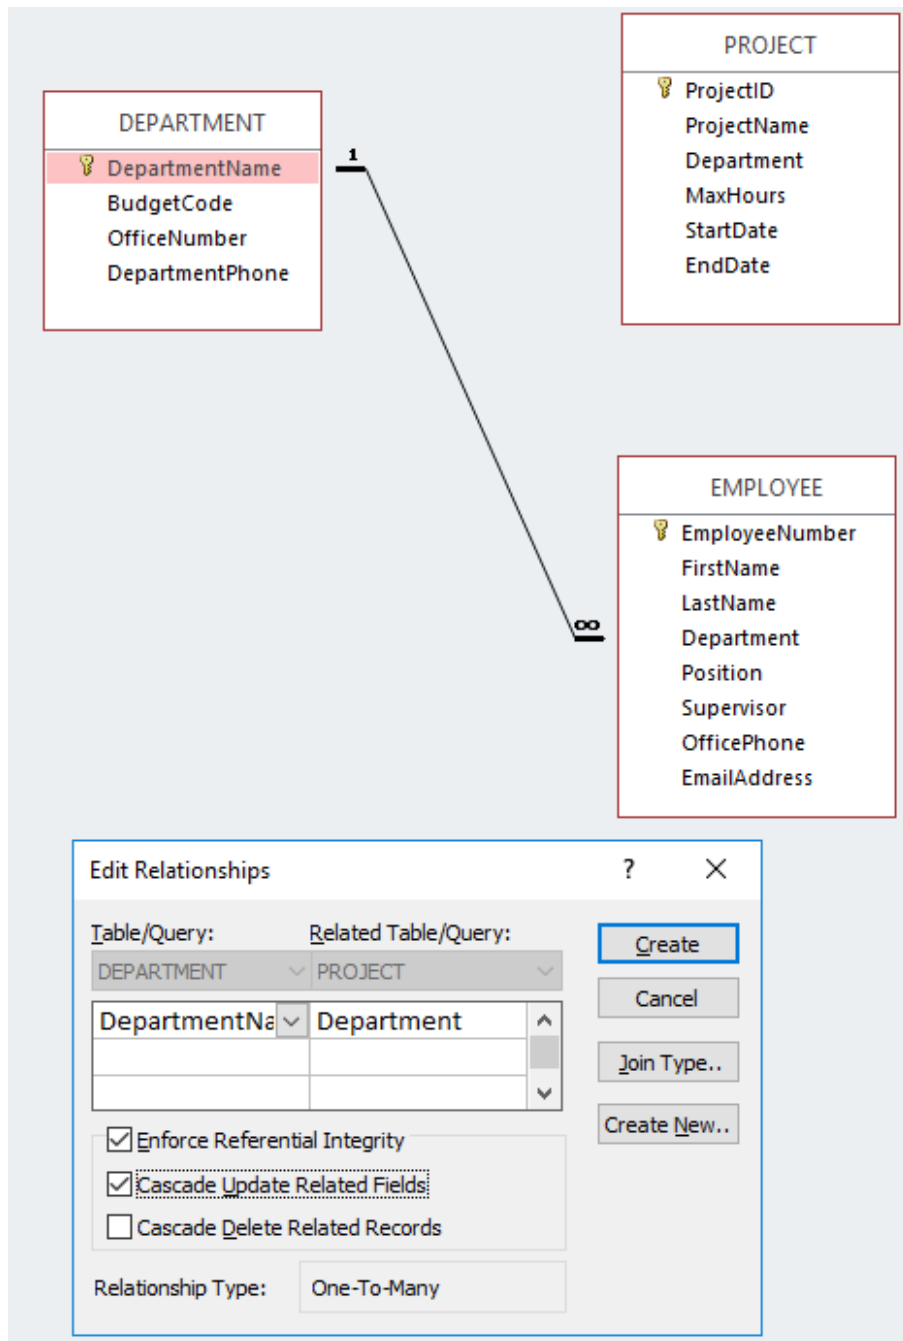 PROJECT
ProjectID
ProjectName
Department
MaxHours
StartDate
EndDate
DEPARTMENT
DepartmentName
BudgetCode
OfficeNumber
DepartmentPhone
1
∞
EMPLOYEE
EmployeeNumber
FirstName
LastName
Department
Position
Supervisor
OfficePhone
EmailAddress
Edit Relationships ? ×
Table/Query: Related Table/Query:
DEPARTMENT PROJECT
DepartmentNa Department
Create
Cancel
Join Type..
Create New..
Enforce Referential Integrity
Cascade Update Related Fields
Cascade Delete Related Records
Relationship Type: One-To-Many